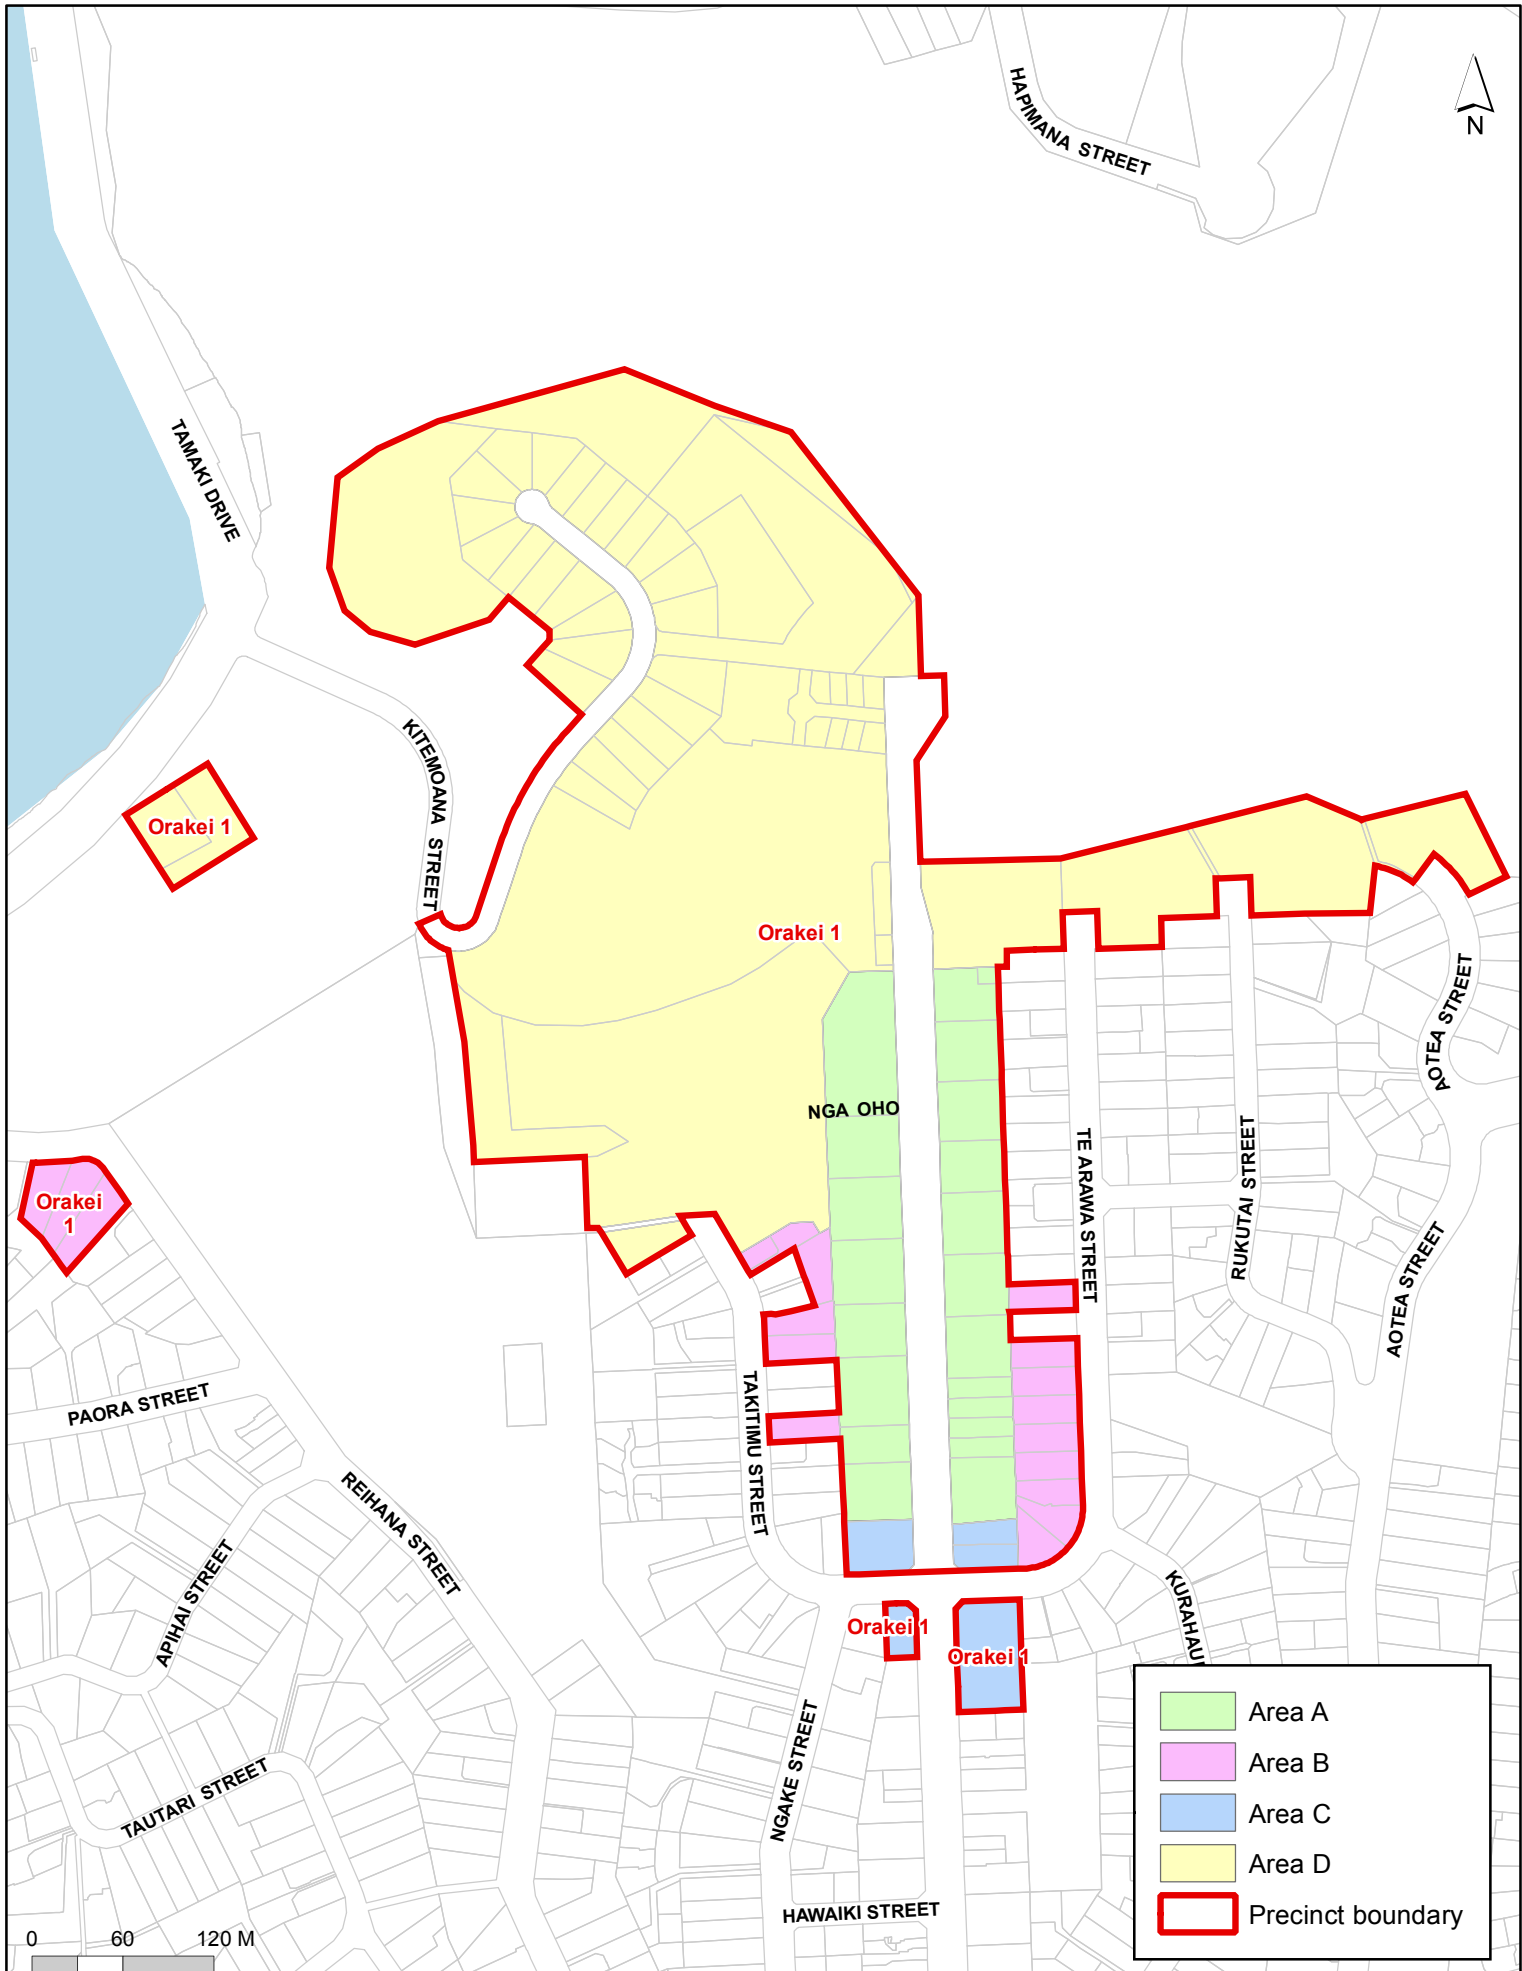 HAPIMANA STREET
N
TAMAKI DRIVE
KITEMOANA STREET
Orakei 1
Orakei 1
AOTEA STREET
NGA OHO
TE ARAWA STREET
RUKUTAI STREET
Orakei
1
AOTEA STREET
PAORA STREET
TAKITIMU STREET
REIHANA STREET
APIHAI STREET
KURAHAU
Orakei 1
Orakei 1
NGAKE STREET
TAUTARI STREET
HAWAIKI STREET
Area A
Area B
Area C
Area D
Precinct boundary
0 60 120 M